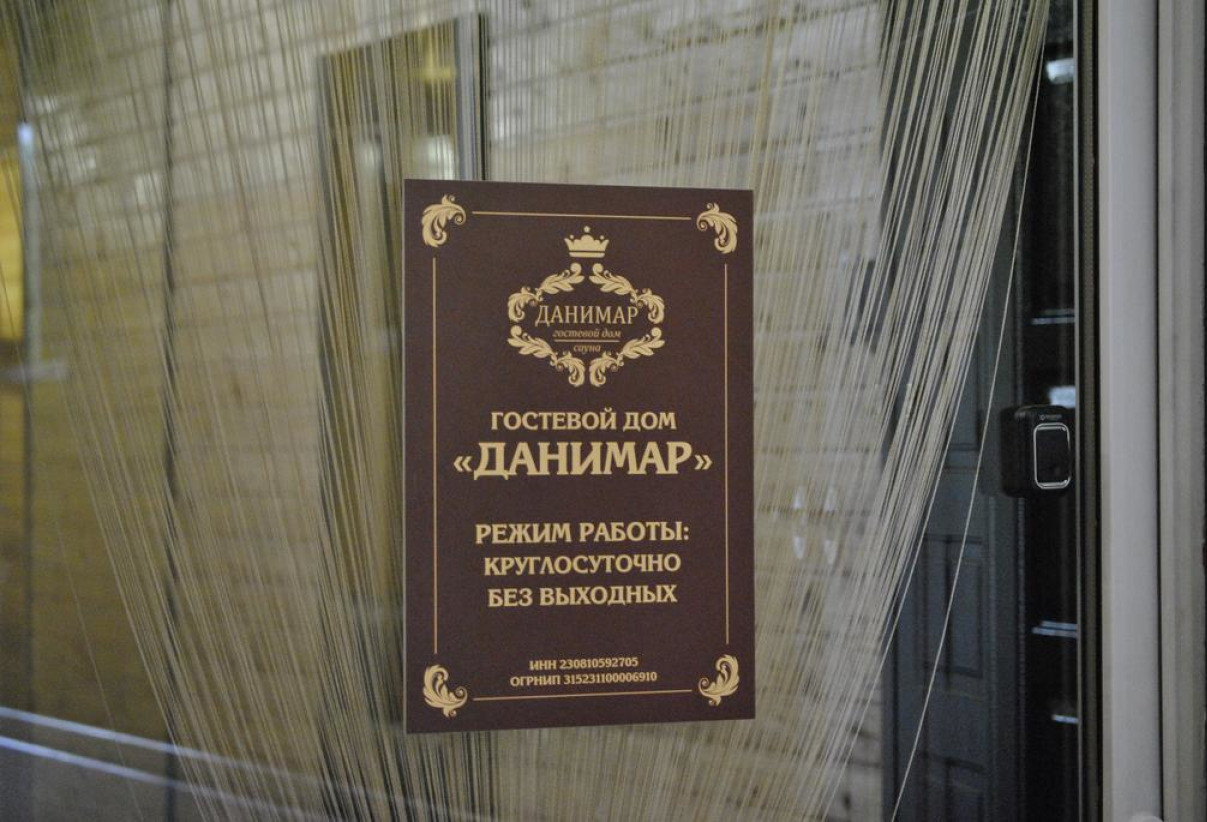 ДАНИМАР
гостевой дом
сауна
ГОСТЕВОЙ ДОМ
«ДАНИМАР»
РЕЖИМ РАБОТЫ:
КРУГЛОСУТОЧНО
БЕЗ ВЫХОДНЫХ
ИНН 230810592705
ОГРНИП 315231100006910